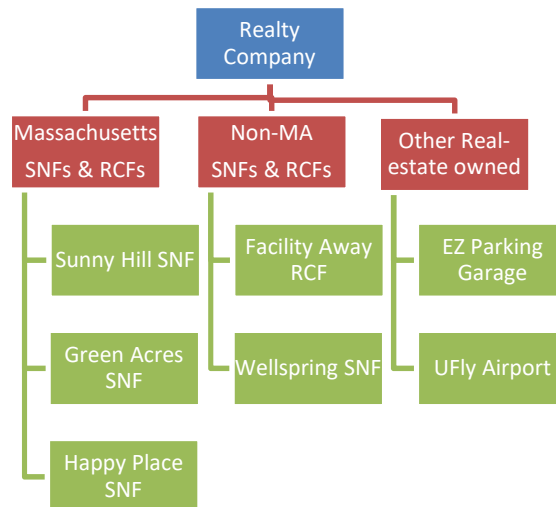 Realty
Company
Massachusetts
SNFs & RCFs
Non-MA
SNFs & RCFs
Other Real-
estate owned
Sunny Hill SNF
Facility Away
RCF
EZ Parking
Garage
Green Acres
SNF
Wellspring SNF
UFly Airport
Happy Place
SNF